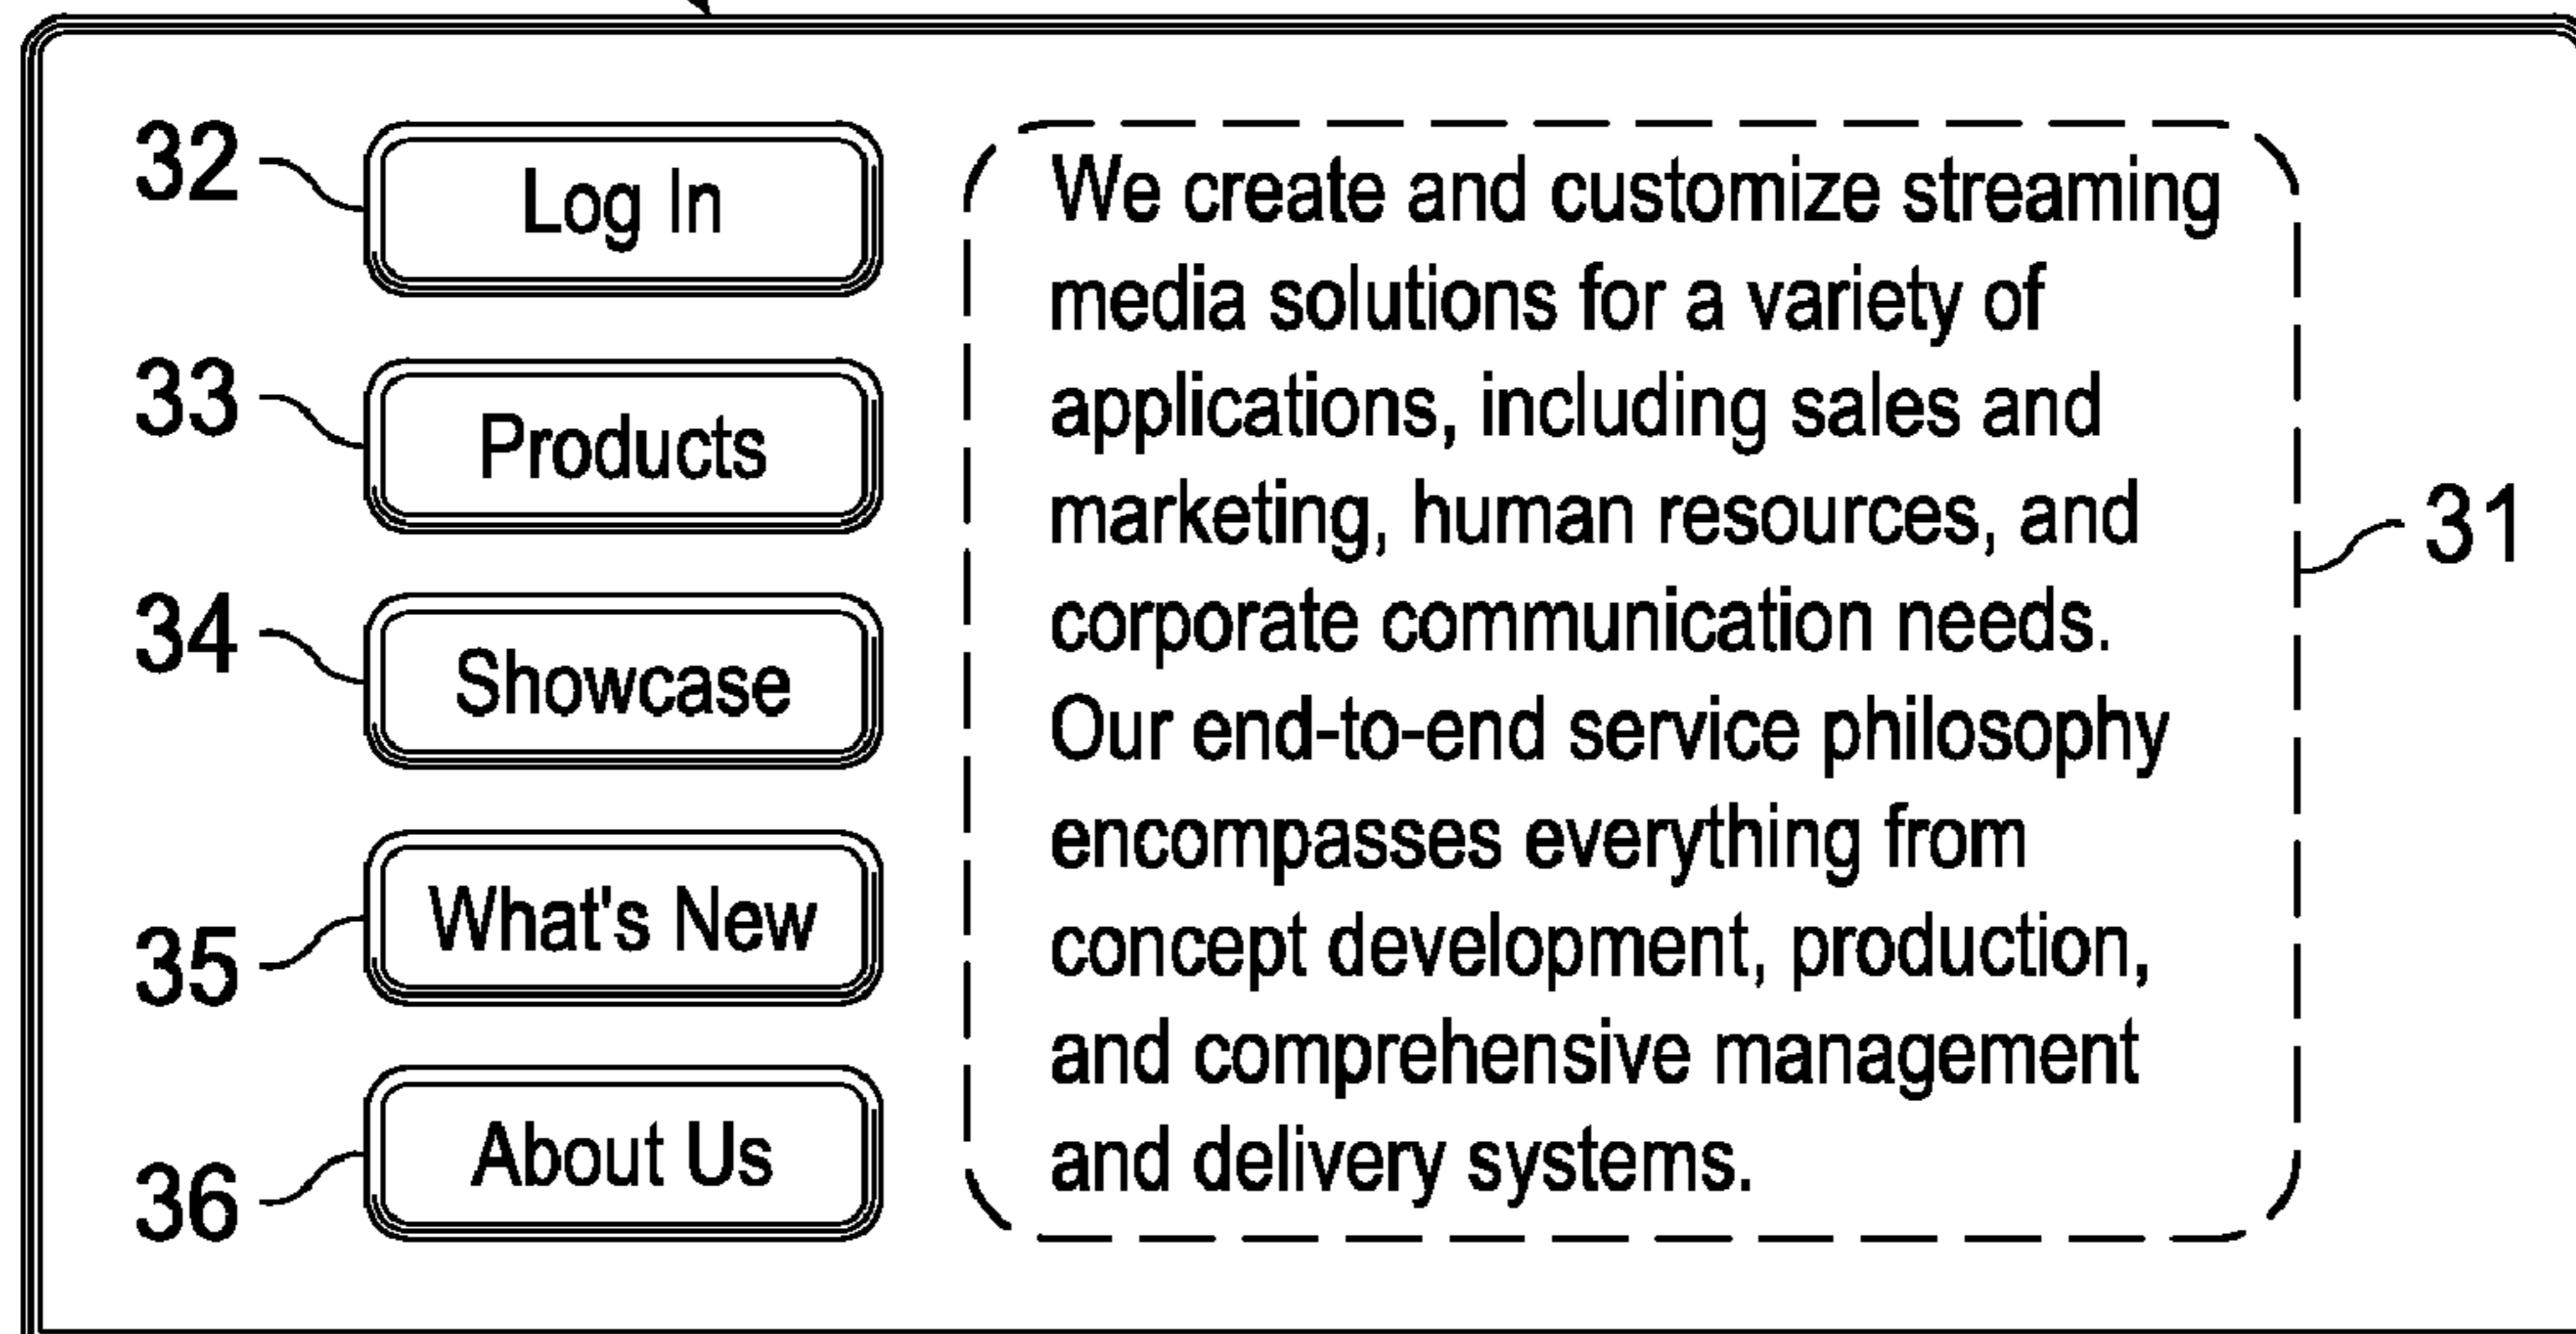 32
Log In
33
Products
34
Showcase
35
What's New
36
About Us
We create and customize streaming
media solutions for a variety of
applications, including sales and
marketing, human resources, and
corporate communication needs.
Our end-to-end service philosophy
encompasses everything from
concept development, production,
and comprehensive management
and delivery systems.
31